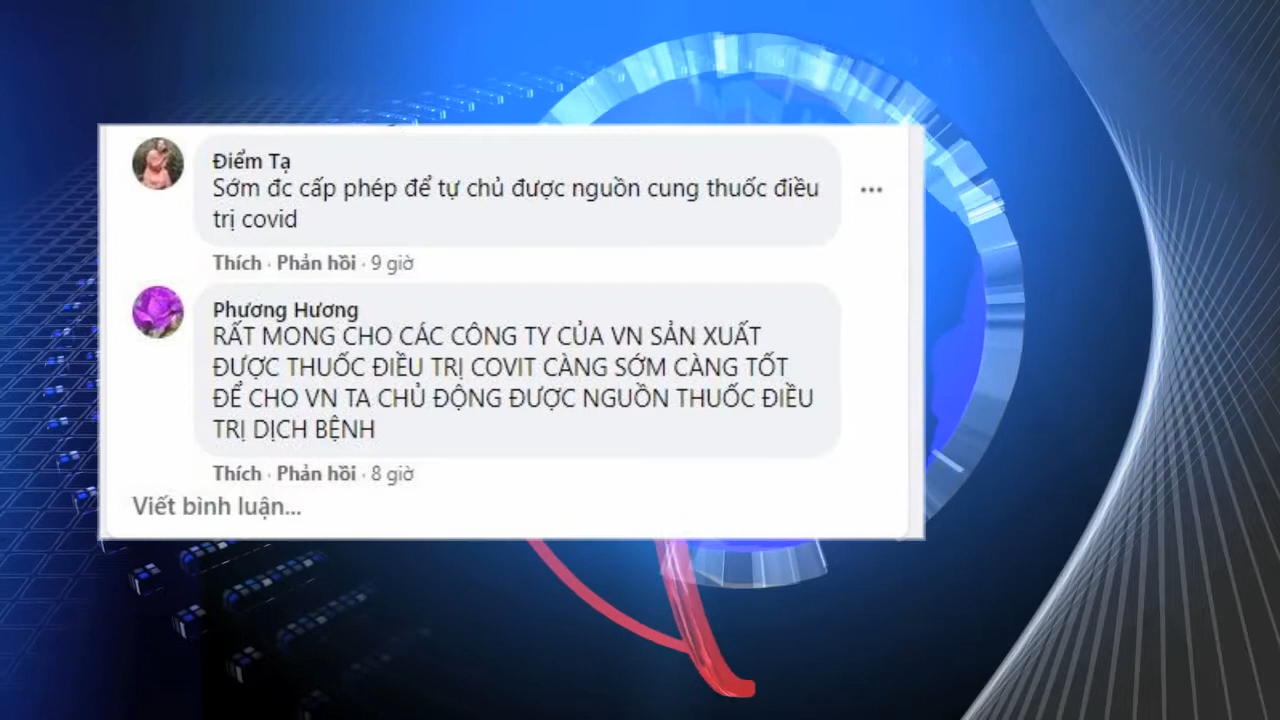 Điểm Tạ
Sớm đc cấp phép để tự chủ được nguồn cung thuốc điều
trị covid
Thích · Phản hồi · 9 giờ
Phương Hương
RẤT MONG CHO CÁC CÔNG TY CỦA VN SẢN XUẤT
ĐƯỢC THUỐC ĐIỀU TRỊ COVIT CÀNG SỚM CÀNG TỐT
ĐỂ CHO VN TA CHỦ ĐỘNG ĐƯỢC NGUỒN THUỐC ĐIỀU
TRỊ DỊCH BỆNH
Thích · Phản hồi · 8 giờ
Viết bình luận...